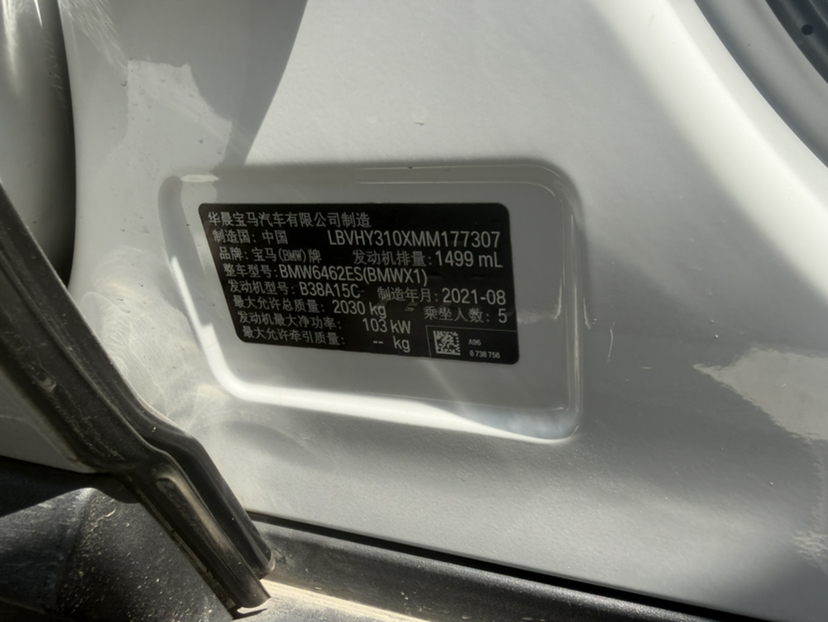 华晨宝马汽车有限公司制造
制造国: 中国 LBVHY310XMM177307
品牌: 宝马(BMW)牌 发动机排量: 1499 mL
整车型号: BMW6462ES(BMWX1)
发动机型号: B38A15C 制造年月: 2021-08
最大允许总质量: 2030 kg 乘坐人数: 5
发动机最大净功率: 103 kW
最大允许牵引质量: -- kg
A96
8 738 756